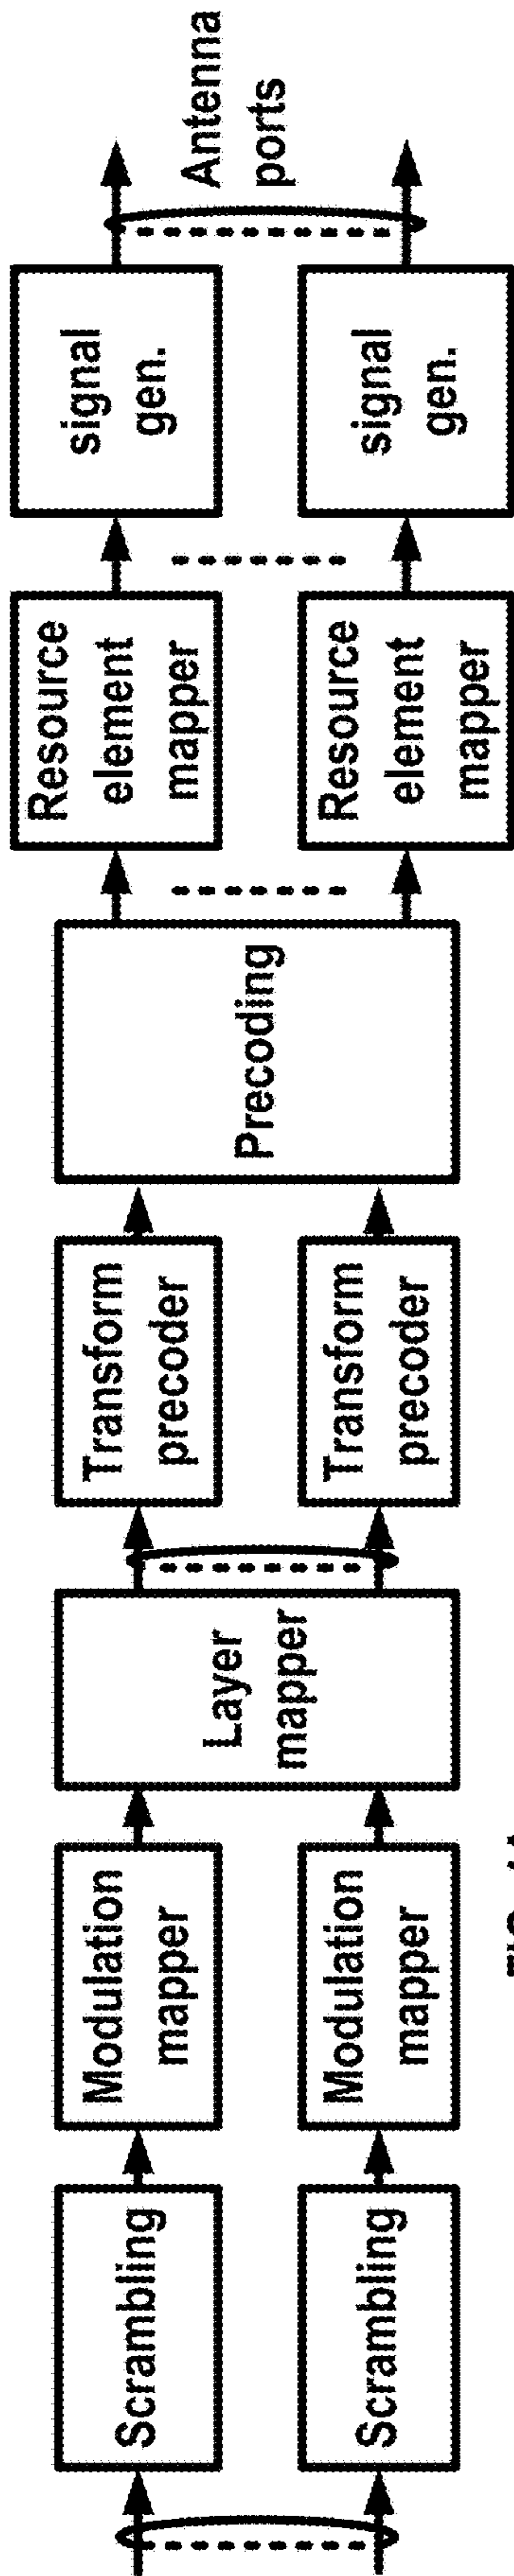 Scrambling
Scrambling
Modulation
mapper
Modulation
mapper
Layer
mapper
Transform
precoder
Transform
precoder
Precoding
Resource
element
mapper
Resource
element
mapper
signal
gen.
signal
gen.
Antenna
ports